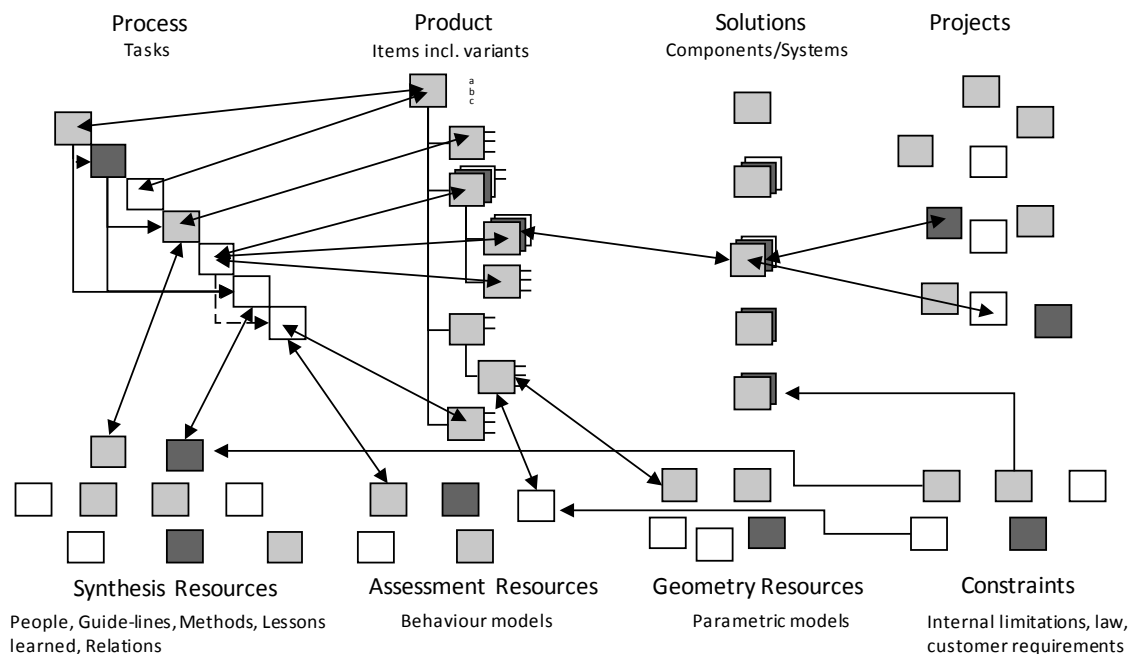 Process
Tasks
Product
Items incl. variants
Solutions
Components/Systems
Projects
a
b
c
Synthesis Resources
People, Guide-lines, Methods, Lessons
learned, Relations
Assessment Resources
Behaviour models
Geometry Resources
Parametric models
Constraints
Internal limitations, law,
customer requirements